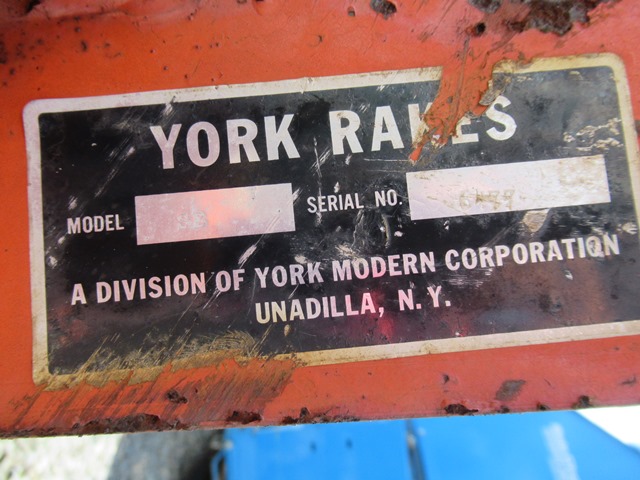 YORK RAKES
MODEL SERIAL NO.
A DIVISION OF YORK MODERN CORPORATION
UNADILLA, N.Y.